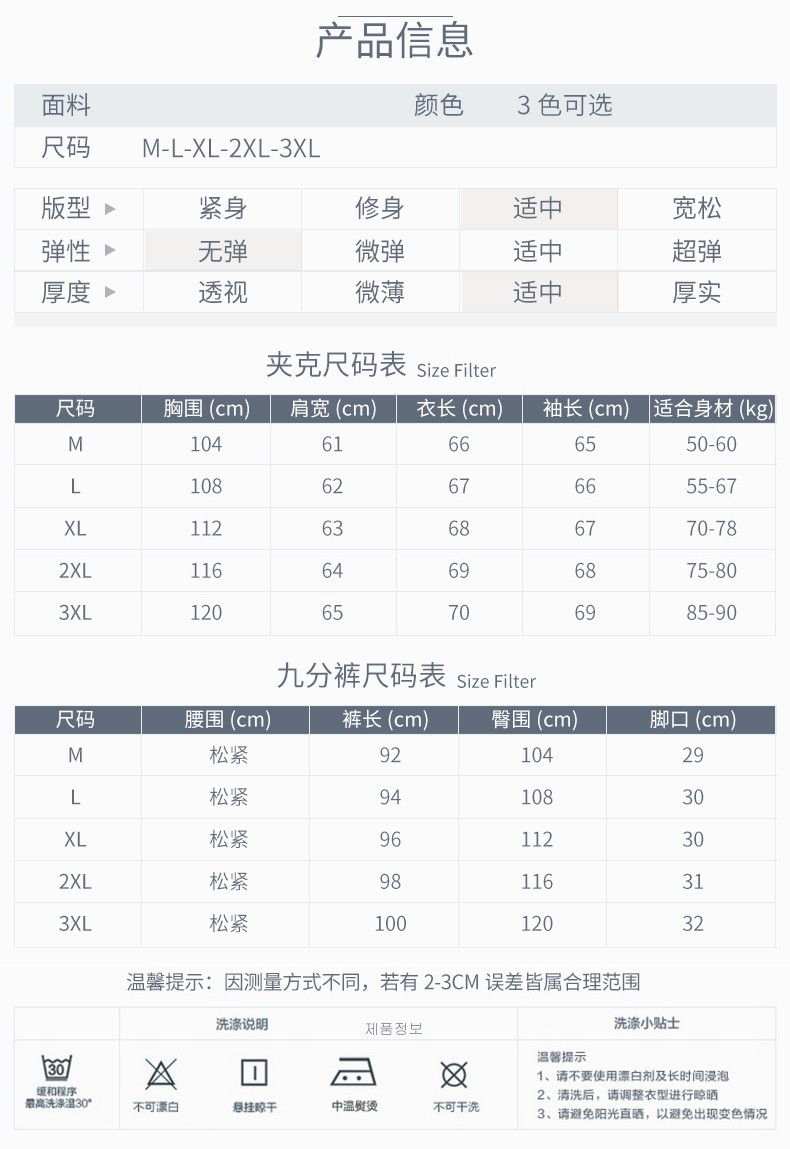 产品信息
面料 颜色 3 色可选
尺码 M-L-XL-2XL-3XL
版型 紧身 修身 适中 宽松
弹性 无弹 微弹 适中 超弹
厚度 透视 微薄 适中 厚实
夹克尺码表 Size Filter
尺码 胸围 (cm) 肩宽 (cm) 衣长 (cm) 袖长 (cm) 适合身材 (kg)
M 104 61 66 65 50-60
L 108 62 67 66 55-67
XL 112 63 68 67 70-78
2XL 116 64 69 68 75-80
3XL 120 65 70 69 85-90
九分裤尺码表 Size Filter
尺码 腰围 (cm) 裤长 (cm) 臀围 (cm) 脚口 (cm)
M 松紧 92 104 29
L 松紧 94 108 30
XL 松紧 96 112 30
2XL 松紧 98 116 31
3XL 松紧 100 120 32
温馨提示：因测量方式不同，若有 2-3CM 误差皆属合理范围
洗涤说明 제품정보 洗涤小贴士
30
缓和程序
最高洗涤温30°
不可漂白 悬挂晾干 中温熨烫 不可干洗
温馨提示
1、请不要使用漂白剂及长时间浸泡
2、清洗后，请调整衣型进行晾晒
3、请避免阳光直晒，以避免出现变色情况